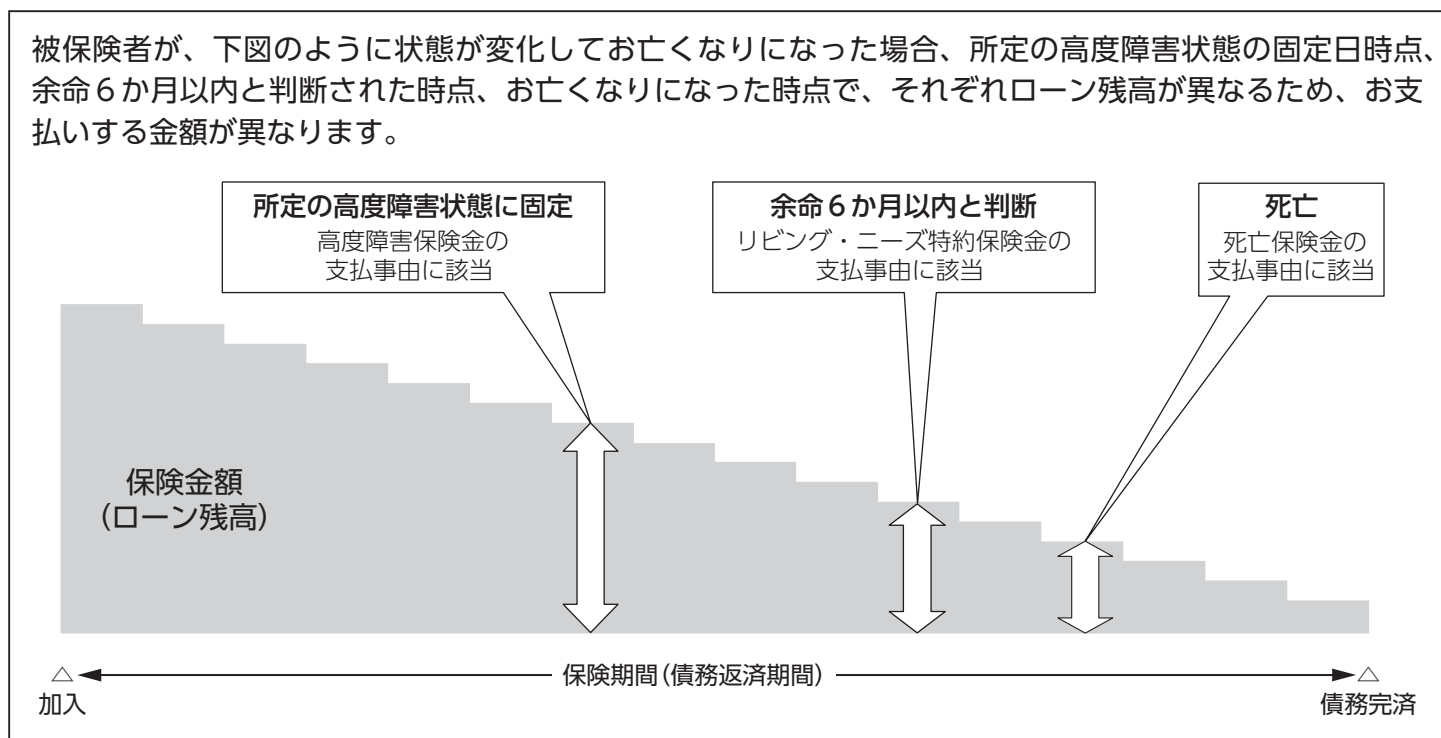 被保険者が、下図のように状態が変化してお亡くなりになった場合、所定の高度障害状態の固定日時点、
余命6か月以内と判断された時点、お亡くなりになった時点で、それぞれローン残高が異なるため、お支
払いする金額が異なります。
所定の高度障害状態に固定
高度障害保険金の
支払事由に該当
余命6か月以内と判断
リビング・ニーズ特約保険金の
支払事由に該当
死亡
死亡保険金の
支払事由に該当
保険金額
(ローン残高)
△ 保険期間(債務返済期間) △
加入 債務完済